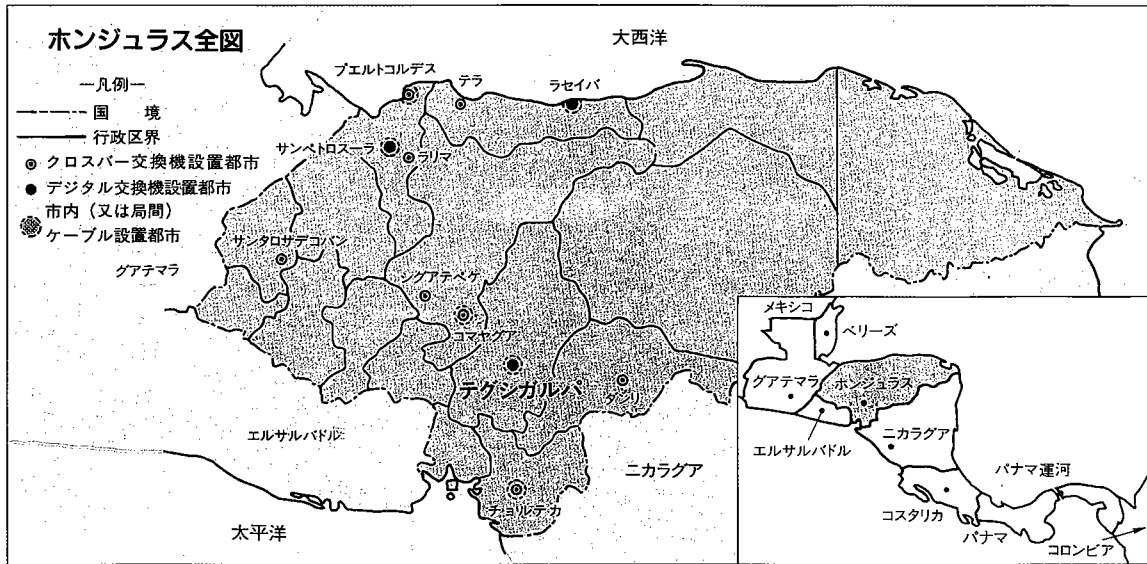 ホンジュラス全図
大西洋
プエルトコルテス
テラ
ラセイバ
―凡例―
国 境
行政区界
クロスバー交換機設置都市
デジタル交換機設置都市
市内（又は局間）
ケーブル設置都市
サンペトロスーラ
ラリマ
サンタロサデコパン
グアテマラ
シグアテペケ
コマヤグア
テグシガルパ
ダンリ
エルサルバドル
ニカラグア
チョルテカ
太平洋
メキシコ
ベリーズ
グアテマラ
ホンジュラス
エルサルバドル
ニカラグア
パナマ運河
コスタリカ
パナマ
コロンビア